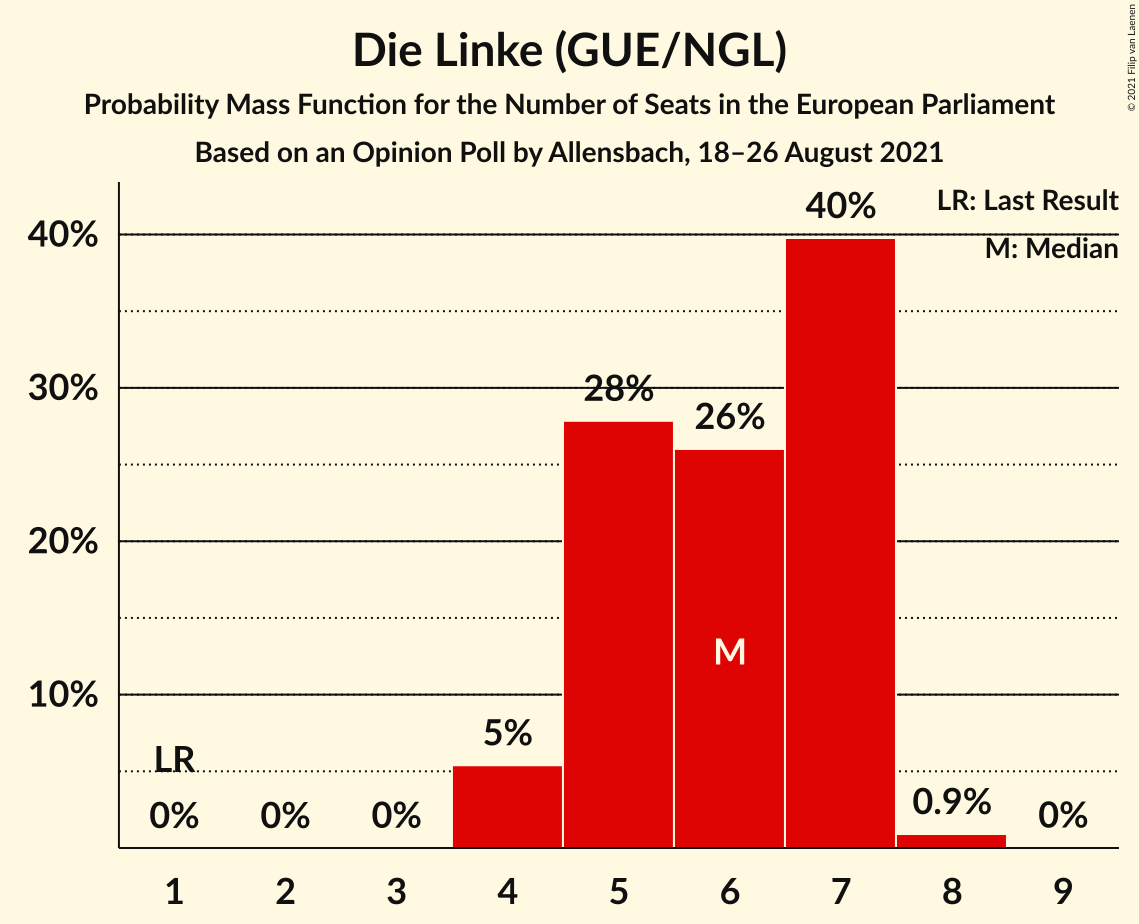 Die Linke (GUE/NGL)
Probability Mass Function for the Number of Seats in the European Parliament
Based on an Opinion Poll by Allensbach, 18–26 August 2021
© 2021 Filip van Laenen
LR: Last Result
M: Median
40%
30%
20%
10%
LR
0%
0%
0%
5%
28%
26%
M
40%
0.9%
0%
1 2 3 4 5 6 7 8 9